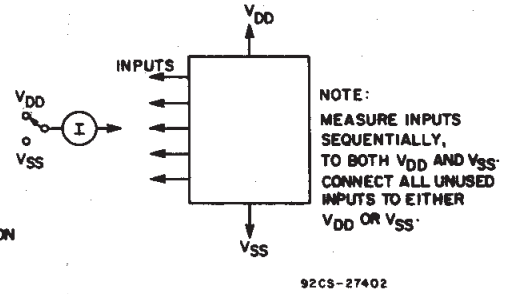 VDD
INPUTS
VDD
I
VSS
NOTE:
MEASURE INPUTS
SEQUENTIALLY,
TO BOTH VDD AND VSS.
CONNECT ALL UNUSED
INPUTS TO EITHER
VDD OR VSS.
ON
VSS
92CS-27402